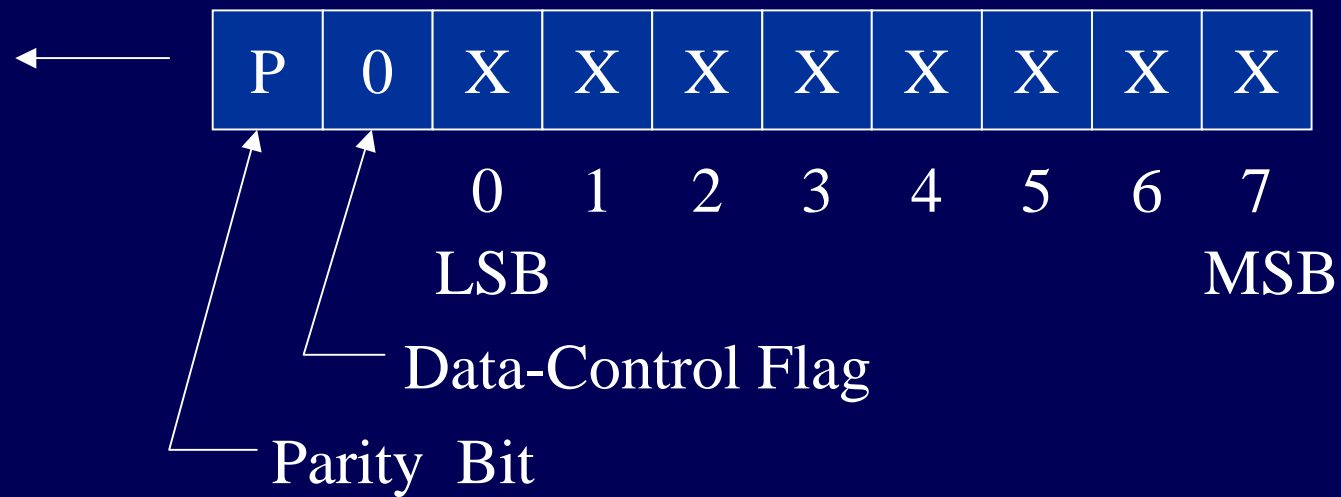 P 0 X X X X X X X X
0 1 2 3 4 5 6 7
LSB MSB
Data-Control Flag
Parity Bit